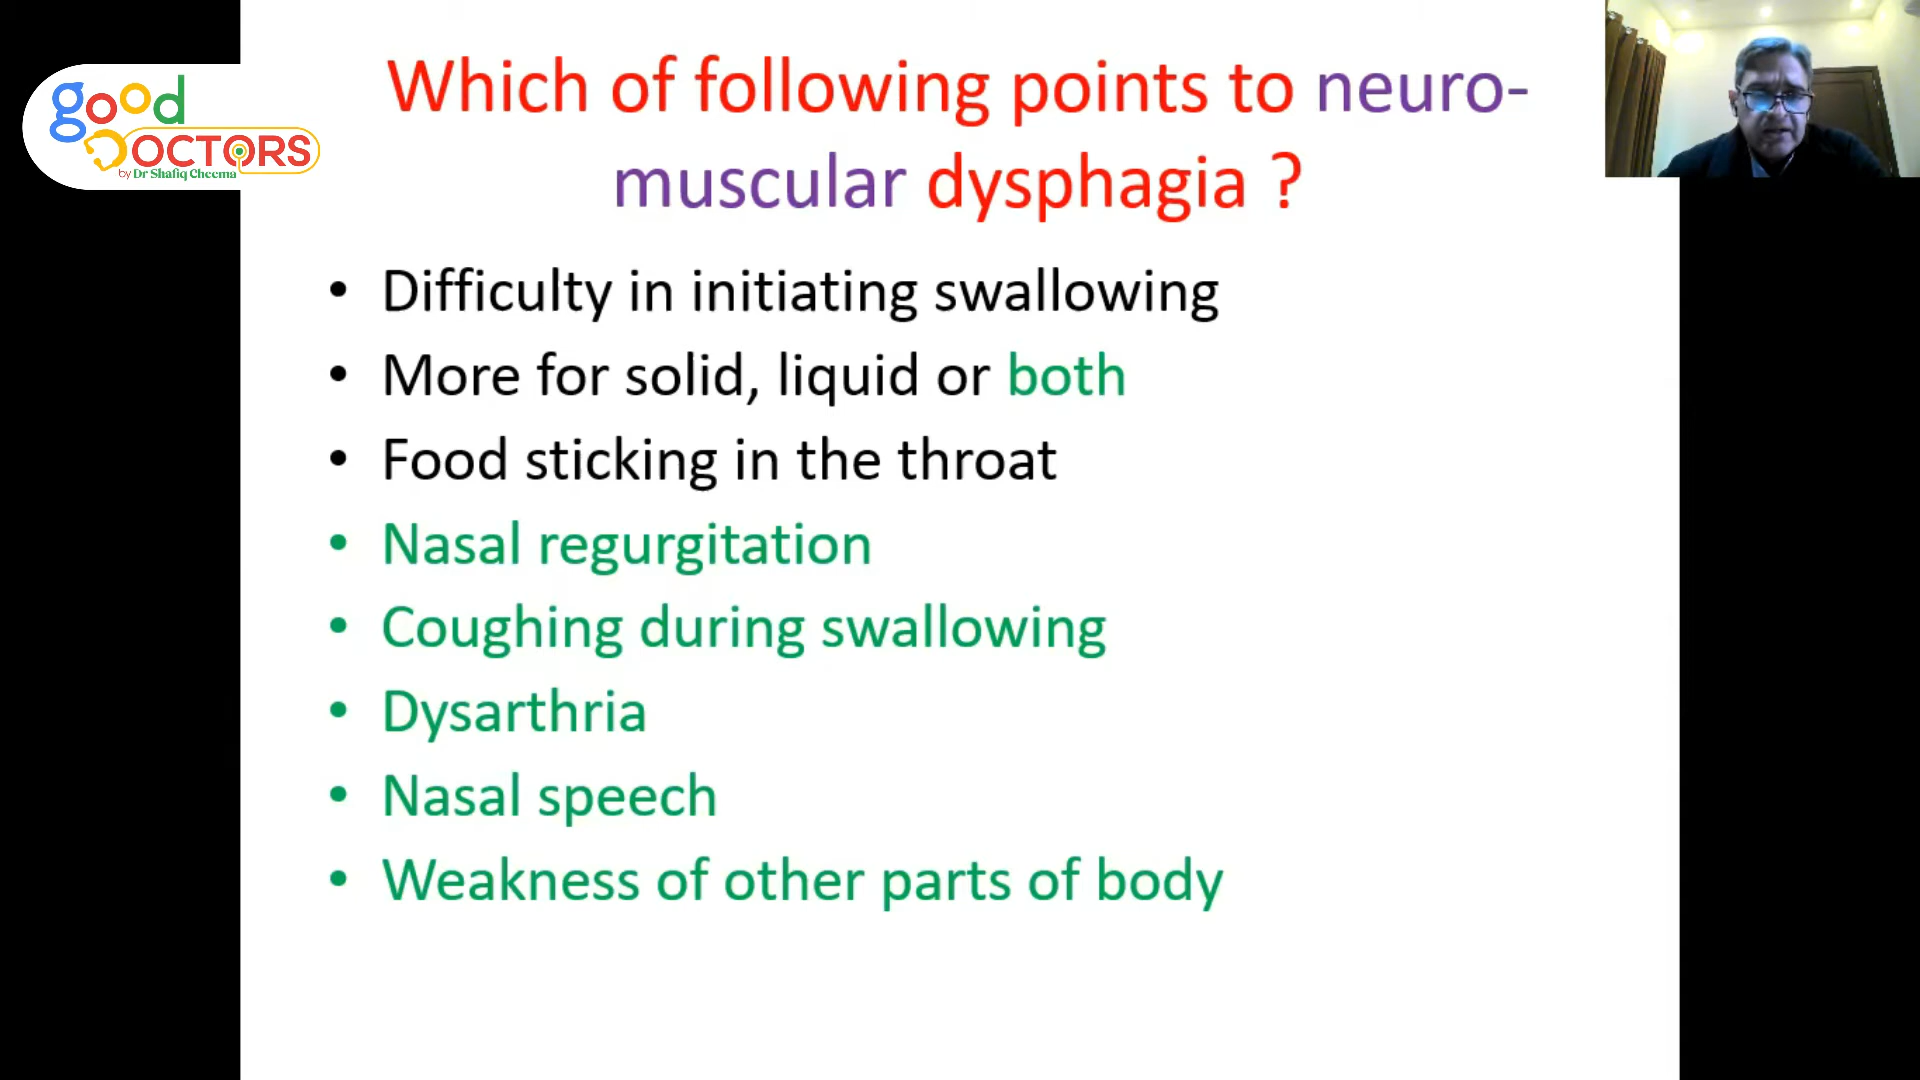 good
DOCTORS
by Dr Shafiq Cheema
Which of following points to neuro-
muscular dysphagia ?
• Difficulty in initiating swallowing
• More for solid, liquid or both
• Food sticking in the throat
• Nasal regurgitation
• Coughing during swallowing
• Dysarthria
• Nasal speech
• Weakness of other parts of body